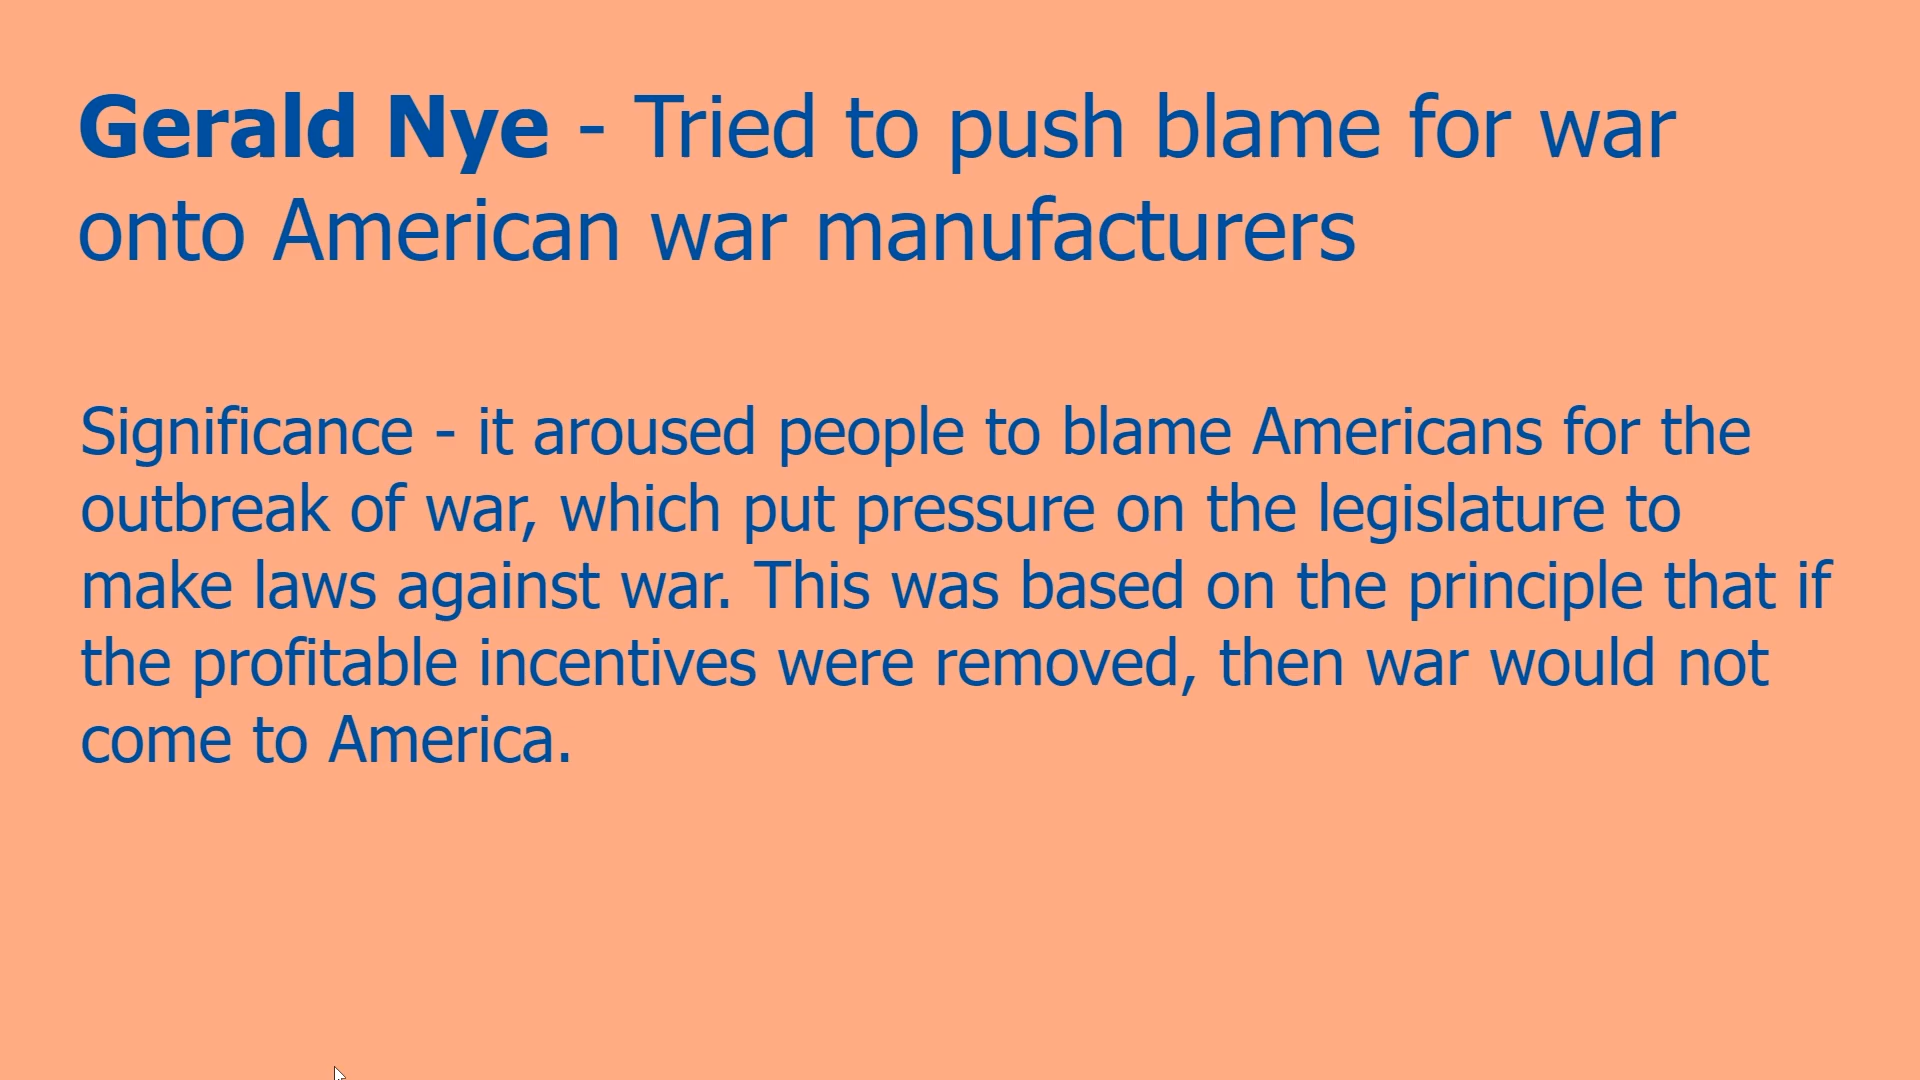 Gerald Nye - Tried to push blame for war
onto American war manufacturers
Significance - it aroused people to blame Americans for the
outbreak of war, which put pressure on the legislature to
make laws against war. This was based on the principle that if
the profitable incentives were removed, then war would not
come to America.